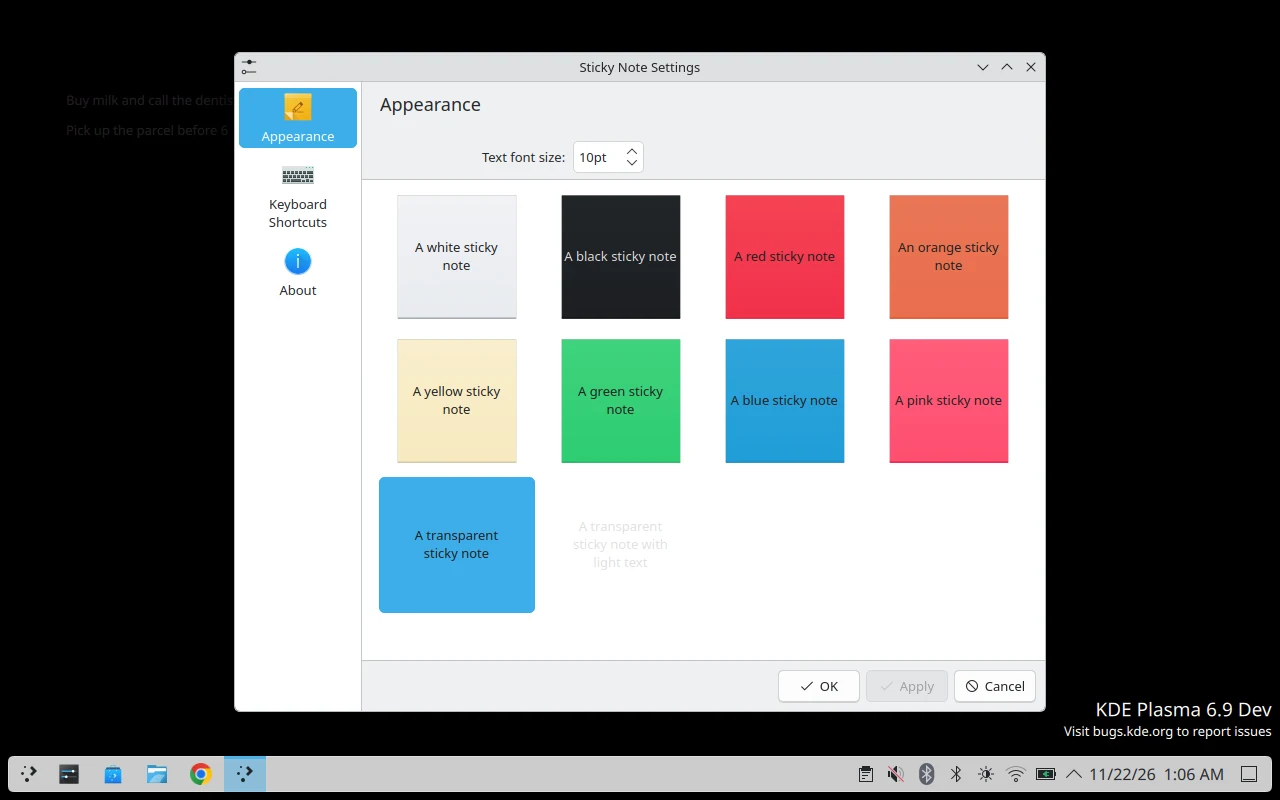 Sticky Note Settings
Buy milk and call the
Pick up the parcel before 6
Appearance
Keyboard
Shortcuts
About
Appearance
Text font size: 10pt
A white sticky
note
A black sticky note
A red sticky note
An orange sticky
note
A yellow sticky
note
A green sticky
note
A blue sticky note
A pink sticky note
A transparent
sticky note
A transparent
sticky note with
light text
OK
Apply
Cancel
KDE Plasma 6.9 Dev
Visit bugs.kde.org to report issues
11/22/26 1:06 AM